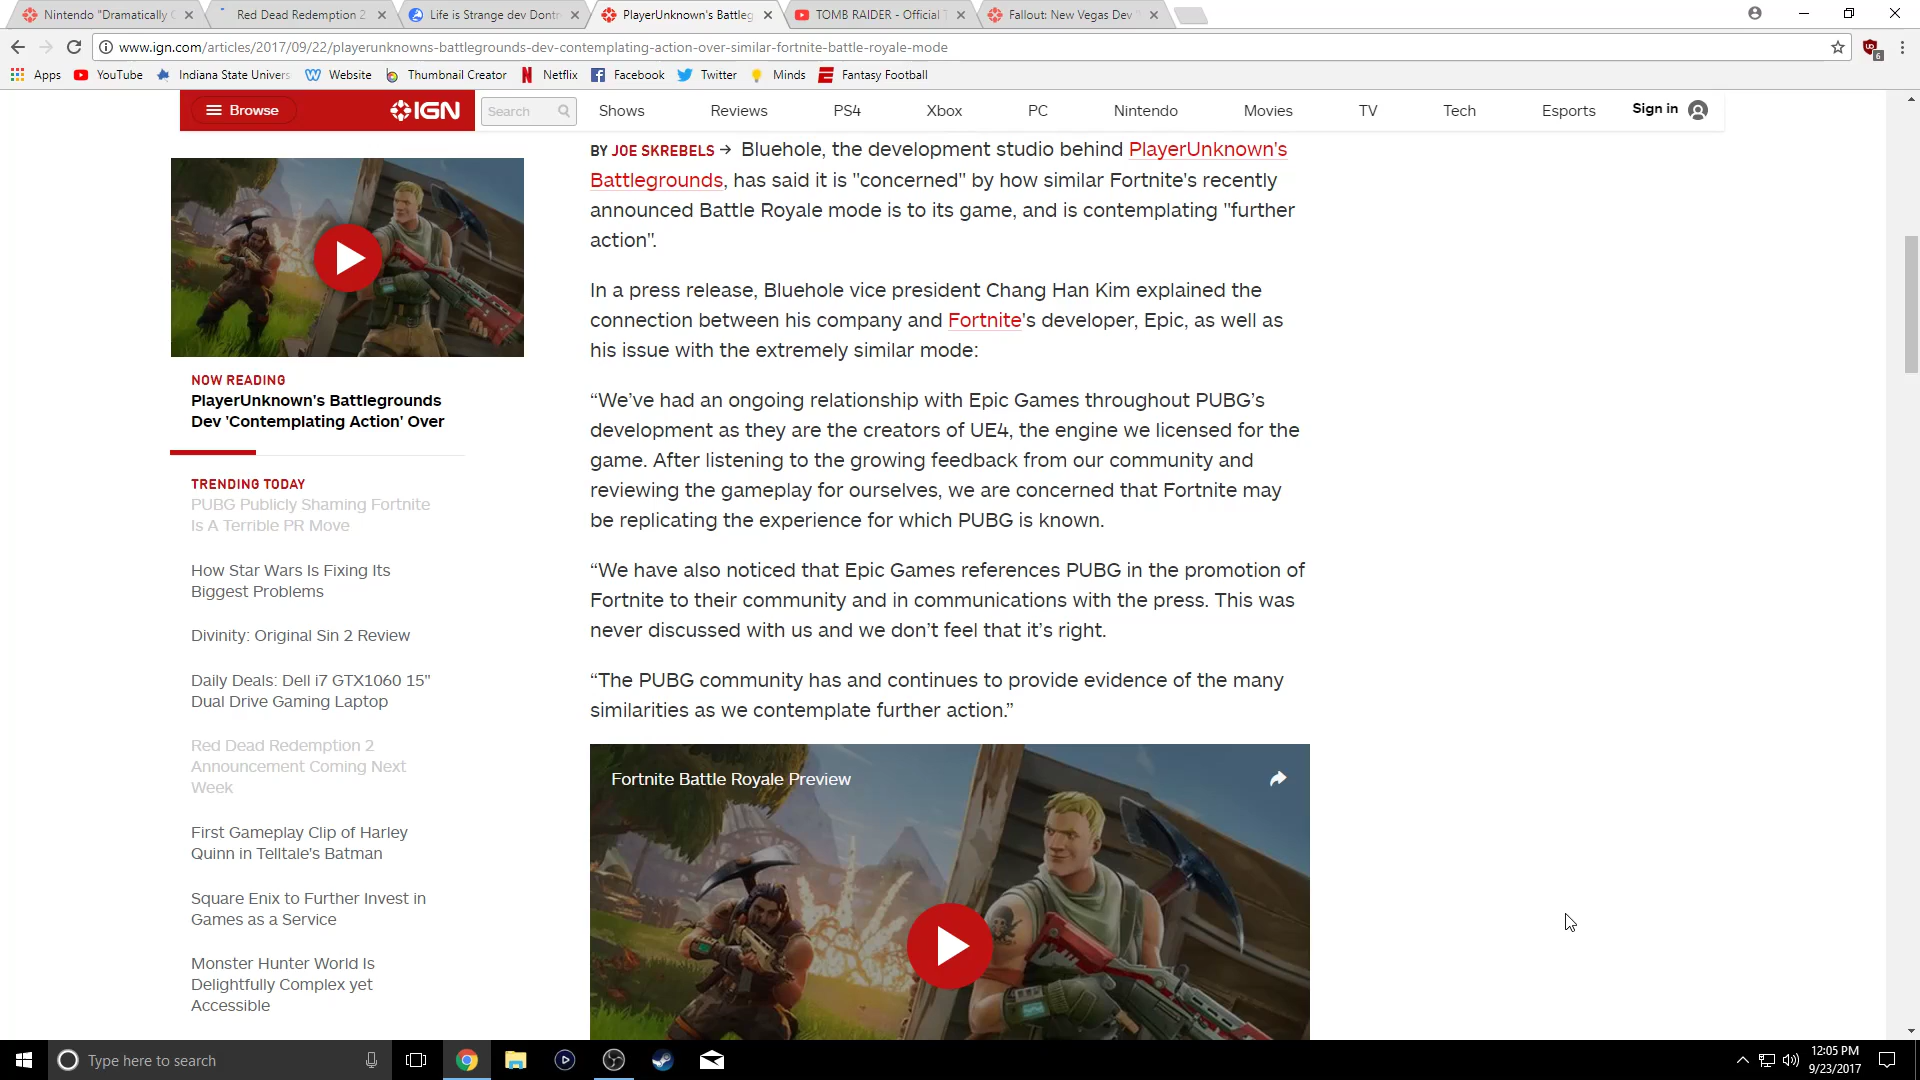 Nintendo "Dramatically
Red Dead Redemption 2
Life is Strange dev Dontn
PlayerUnknown's Battleg
TOMB RAIDER - Official
Fallout: New Vegas Dev
www.ign.com/articles/2017/09/22/playerunknowns-battlegrounds-dev-contemplating-action-over-similar-fortnite-battle-royale-mode
6
Apps
YouTube
Indiana State Univers
Website
Thumbnail Creator
Netflix
Facebook
Twitter
Minds
Fantasy Football
Browse
IGN
Search
Shows
Reviews
PS4
Xbox
PC
Nintendo
Movies
TV
Tech
Esports
Sign in
NOW READING
PlayerUnknown's Battlegrounds
Dev 'Contemplating Action' Over
TRENDING TODAY
PUBG Publicly Shaming Fortnite
Is A Terrible PR Move
How Star Wars Is Fixing Its
Biggest Problems
Divinity: Original Sin 2 Review
Daily Deals: Dell i7 GTX1060 15"
Dual Drive Gaming Laptop
Red Dead Redemption 2
Announcement Coming Next
Week
First Gameplay Clip of Harley
Quinn in Telltale's Batman
Square Enix to Further Invest in
Games as a Service
Monster Hunter World Is
Delightfully Complex yet
Accessible
BY JOE SKREBELS → Bluehole, the development studio behind PlayerUnknown's
Battlegrounds, has said it is "concerned" by how similar Fortnite's recently
announced Battle Royale mode is to its game, and is contemplating "further
action".
In a press release, Bluehole vice president Chang Han Kim explained the
connection between his company and Fortnite's developer, Epic, as well as
his issue with the extremely similar mode:
“We’ve had an ongoing relationship with Epic Games throughout PUBG’s
development as they are the creators of UE4, the engine we licensed for the
game. After listening to the growing feedback from our community and
reviewing the gameplay for ourselves, we are concerned that Fortnite may
be replicating the experience for which PUBG is known.
“We have also noticed that Epic Games references PUBG in the promotion of
Fortnite to their community and in communications with the press. This was
never discussed with us and we don’t feel that it’s right.
“The PUBG community has and continues to provide evidence of the many
similarities as we contemplate further action.”
Fortnite Battle Royale Preview
Type here to search
12:05 PM
9/23/2017